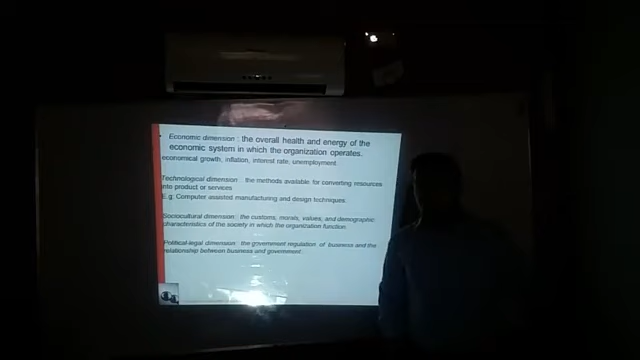 Economic dimension : the overall health and energy of the
economic system in which the organization operates.
economical growth, inflation, interest rate, unemployment
Technological dimension : the methods available for converting resources
into product or services
E.g: Computer assisted manufacturing and design techniques.
Sociocultural dimension : the customs, morals, values, and demographic
characteristics of the society in which the organization function.
Political-legal dimension : the government regulation of business and the
relationship between business and government.